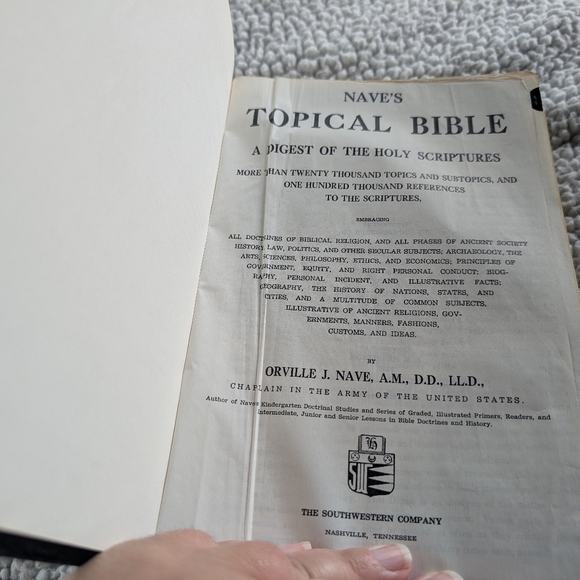 NAVE'S
TOPICAL BIBLE
A DIGEST OF THE HOLY SCRIPTURES
MORE THAN TWENTY THOUSAND TOPICS AND SUBTOPICS, AND
ONE HUNDRED THOUSAND REFERENCES
TO THE SCRIPTURES,
EMBRACING
ALL DOCTRINES OF BIBLICAL RELIGION, AND ALL PHASES OF ANCIENT SOCIETY
HISTORY, LAW, POLITICS, AND OTHER SECULAR SUBJECTS; ARCHAEOLOGY, THE
ARTS, SCIENCES, PHILOSOPHY, ETHICS, AND ECONOMICS; PRINCIPLES OF
GOVERNMENT, EQUITY, AND RIGHT PERSONAL CONDUCT; BIOG-
RAPHY, PERSONAL INCIDENT, AND ILLUSTRATIVE FACTS;
GEOGRAPHY, THE HISTORY OF NATIONS, STATES, AND
CITIES, AND A MULTITUDE OF COMMON SUBJECTS,
ILLUSTRATIVE OF ANCIENT RELIGIONS, GOV-
ERNMENTS, MANNERS, FASHIONS,
CUSTOMS, AND IDEAS.
BY
ORVILLE J. NAVE, A.M., D.D., LL.D.,
CHAPLAIN IN THE ARMY OF THE UNITED STATES.
Author of Naves Kindergarten Doctrinal Studies and Series of Graded, Illustrated Primers, Readers, and
Intermediate, Junior and Senior Lessons in Bible Doctrines and History.
THE SOUTHWESTERN COMPANY
NASHVILLE, TENNESSEE